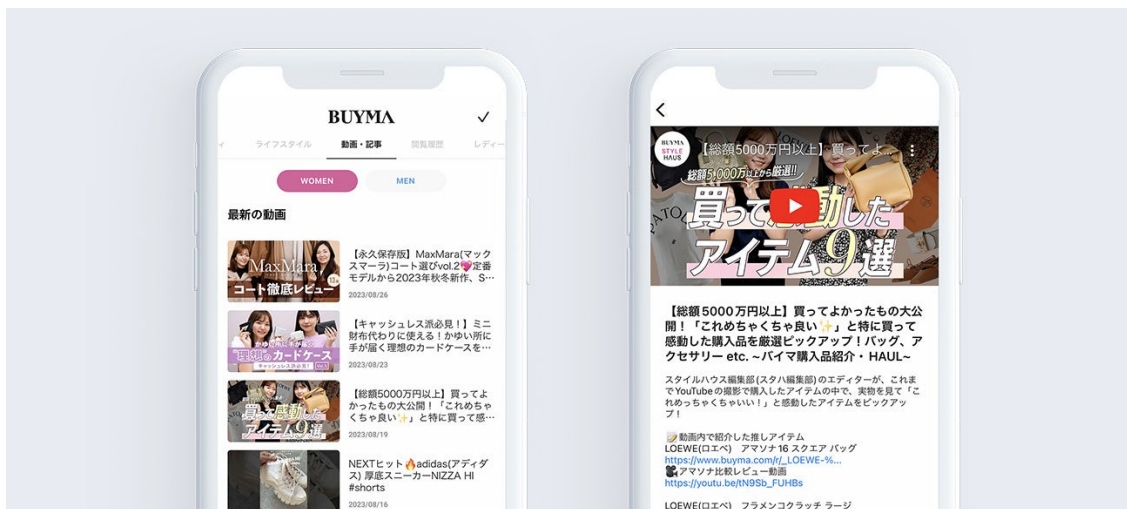 BUYMA
ィ ライフスタイル 動画・記事 閲覧履歴 レディー
WOMEN MEN
最新の動画
MaxMara
コート徹底レビュー
【永久保存版】MaxMara(マック
スマーラ)コート選びvol.2💗定番
モデルから2023年秋冬新作、S…
2023/08/26
かゆい所に手が届く
"理想"のカードケース
キャッシュレス派必見!
【キャッシュレス派必見!】ミニ
財布代わりに使える!かゆい所に
手が届く理想のカードケースを…
2023/08/23
買って感動した
アイテム9選
【総額5000万円以上】買ってよ
かったもの大公開!「これめちゃ
くちゃ良い✨」と特に買って感…
2023/08/19
NEXTヒット🔥adidas(アディダ
ス) 厚底スニーカーNIZZA HI
#shorts
2023/08/16
BUYMA
STYLE
HAUS
【総額5000万円以上】買ってよ…
総額5,000万以上から厳選!!
買って感動した
アイテム9選
【総額5000万円以上】買ってよかったもの大公
開!「これめちゃくちゃ良い✨」と特に買って
感動した購入品を厳選ピックアップ!バッグ、ア
クセサリー etc. ~バイマ購入品紹介・ HAUL~
スタイルハウス編集部(スタハ編集部)のエディターが、これま
でYouTubeの撮影で購入したアイテムの中で、実物を見て「こ
れめっちゃくちゃいい!」と感動したアイテムをピックアッ
プ!
📝動画内で紹介した推しアイテム
LOEWE(ロエベ) アマソナ16 スクエア バッグ
https://www.buyma.com/r/_LOEWE-%...
🎥アマソナ比較レビュー動画
https://youtu.be/tN9Sb_FUHBs
LOEWE(ロエベ) フラメンコクラッチ ラージ